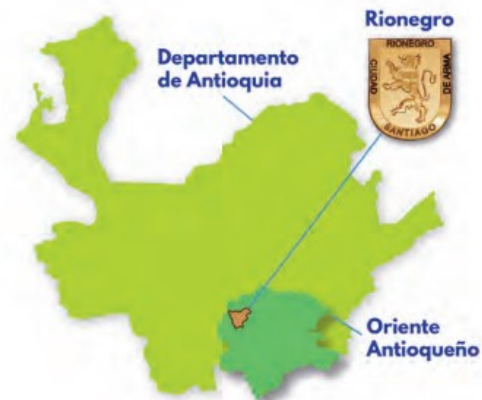 Rionegro
Departamento
de Antioquia
RIONEGRO
CIUDAD
DE ARMA
SANTIAGO
Oriente
Antioqueño